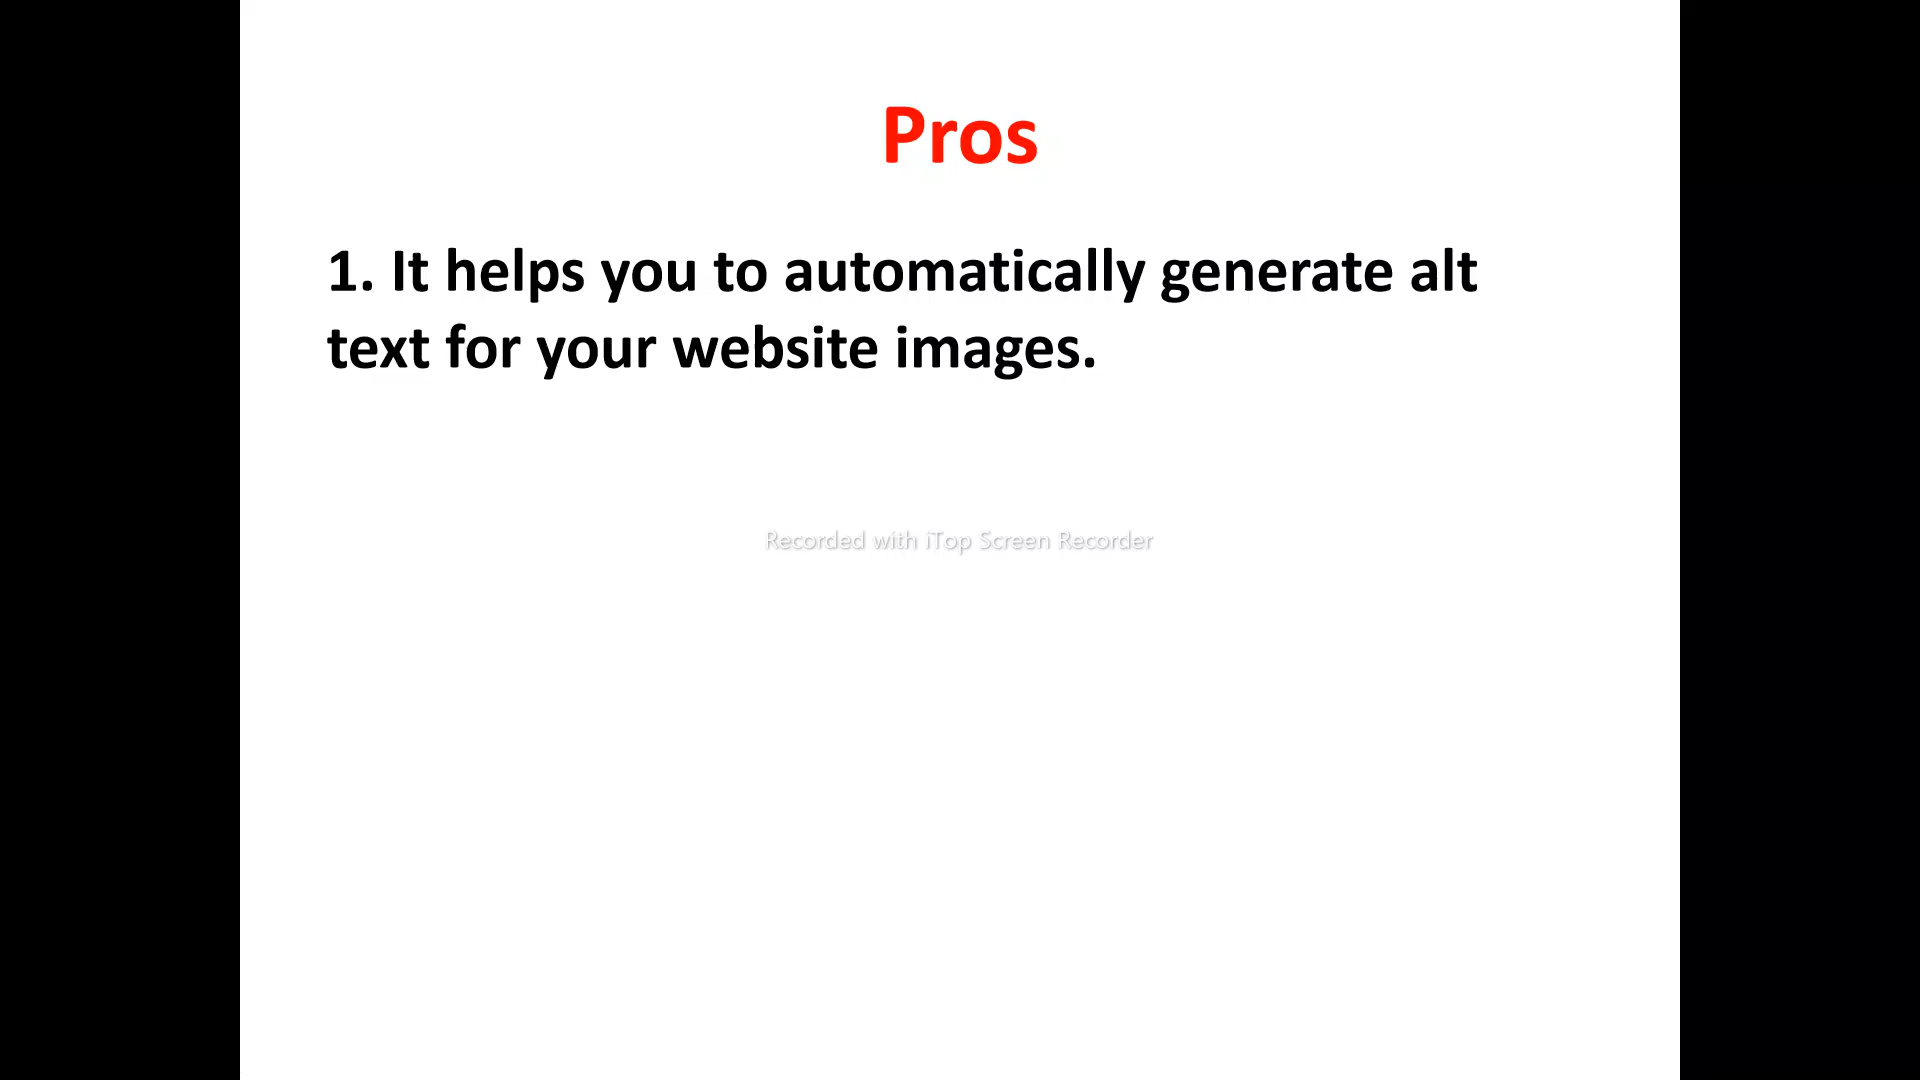 Pros
1. It helps you to automatically generate alt
text for your website images.
Recorded with iTop Screen Recorder